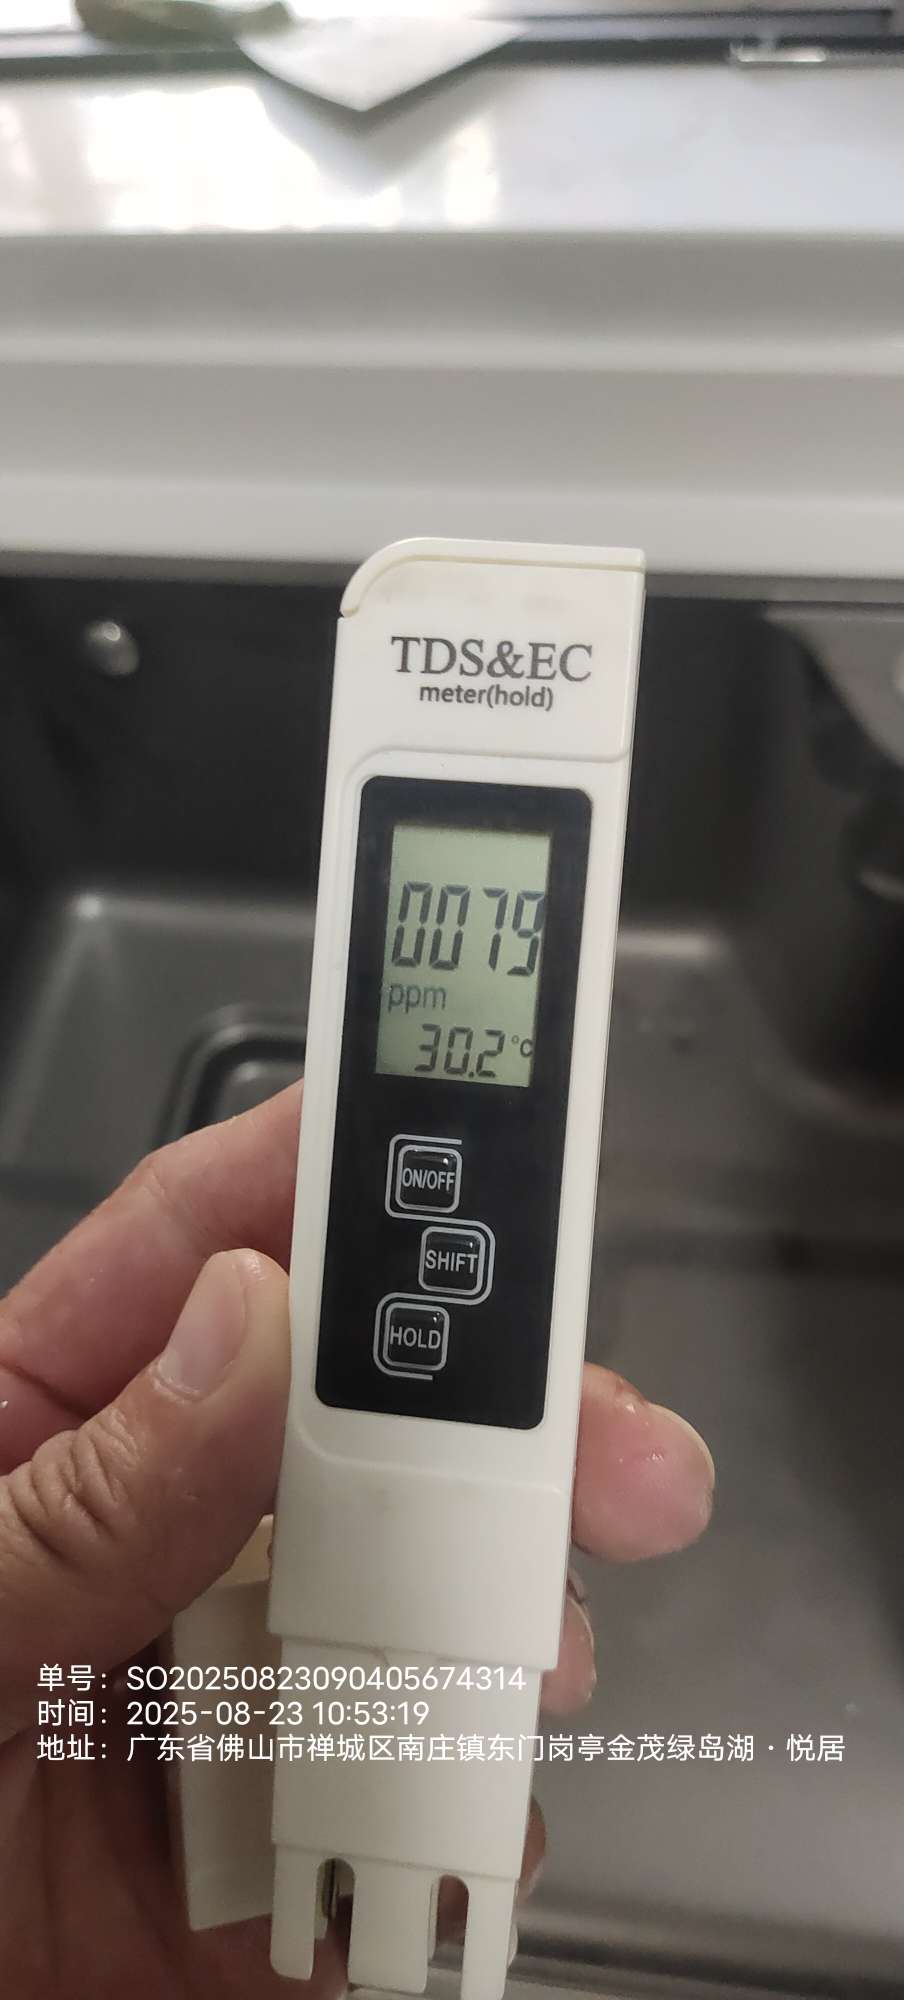 TDS&EC
meter(hold)
0079
ppm
30.2°C
ON/OFF
SHIFT
HOLD
单号：SO20250823090405674314
时间：2025-08-23 10:53:19
地址：广东省佛山市禅城区南庄镇东门岗亭金茂绿岛湖·悦居